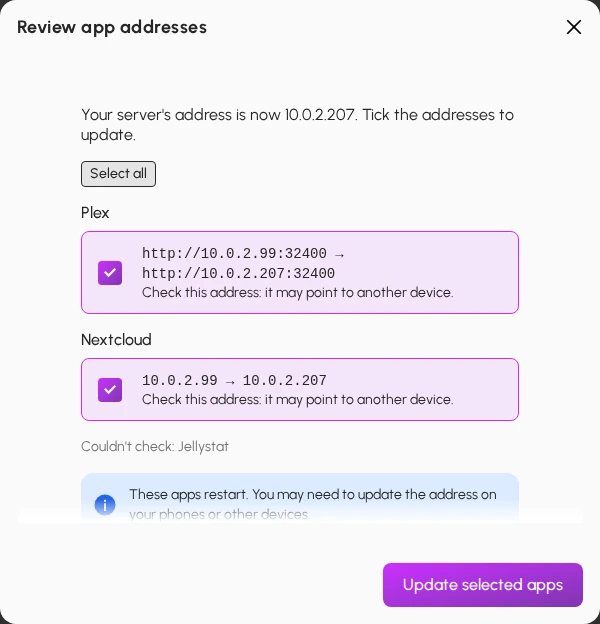 Review app addresses
Your server's address is now 10.0.2.207. Tick the addresses to
update.
Select all
Plex
http://10.0.2.99:32400 →
http://10.0.2.207:32400
Check this address: it may point to another device.
Nextcloud
10.0.2.99 → 10.0.2.207
Check this address: it may point to another device.
Couldn't check: Jellystat
These apps restart. You may need to update the address on
your phones or other devices.
Update selected apps